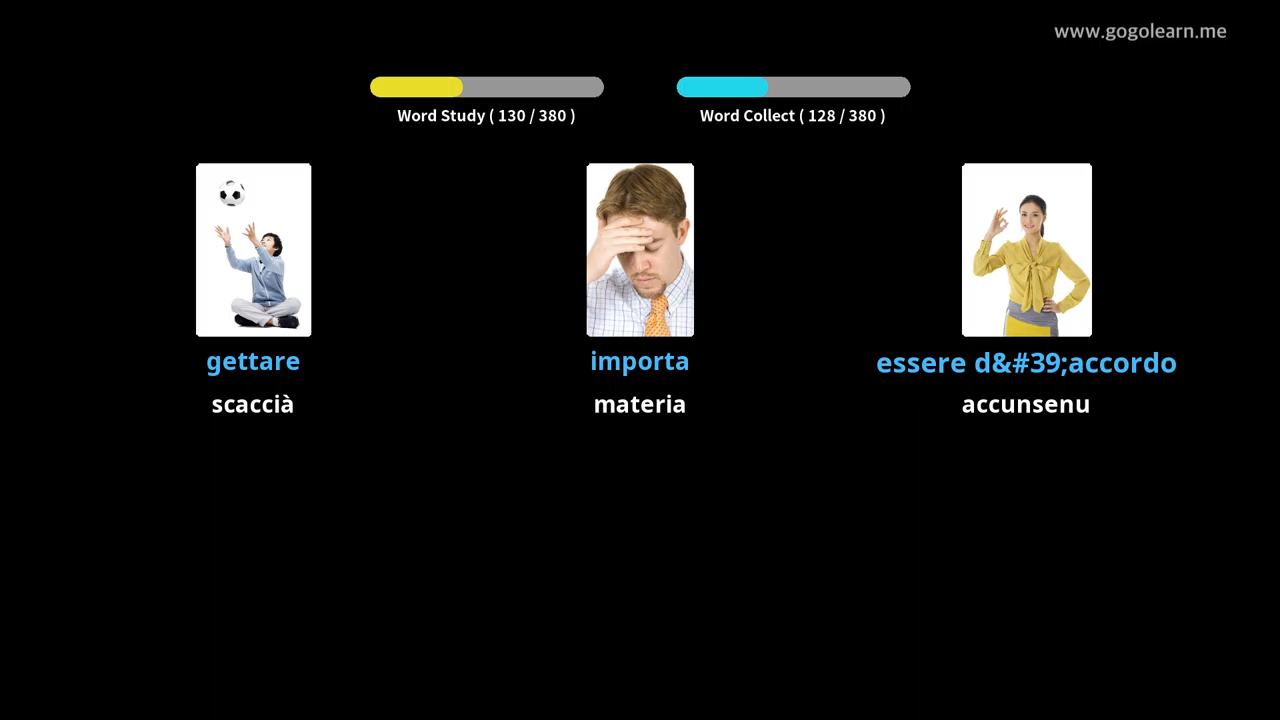 www.gogolearn.me
Word Study ( 130 / 380 )
Word Collect ( 128 / 380 )
gettare
importa
essere d&#39;accordo
scaccià
materia
accunsenu